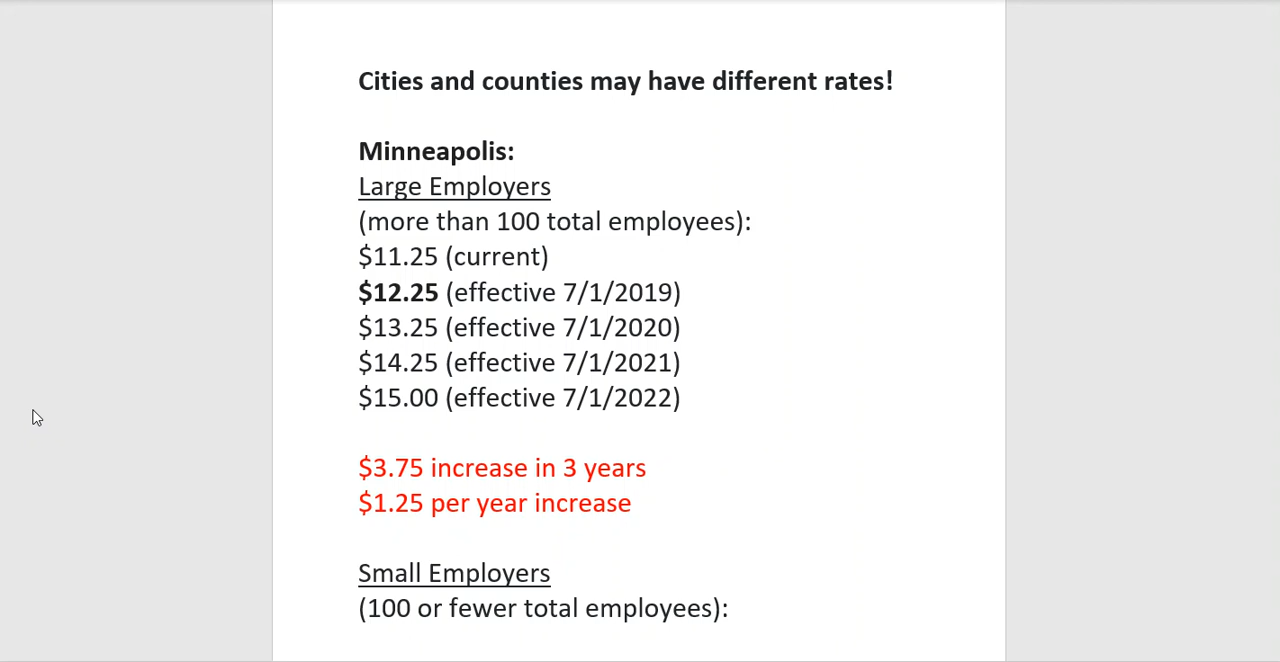 Cities and counties may have different rates!
Minneapolis:
Large Employers
(more than 100 total employees):
$11.25 (current)
$12.25 (effective 7/1/2019)
$13.25 (effective 7/1/2020)
$14.25 (effective 7/1/2021)
$15.00 (effective 7/1/2022)
$3.75 increase in 3 years
$1.25 per year increase
Small Employers
(100 or fewer total employees):